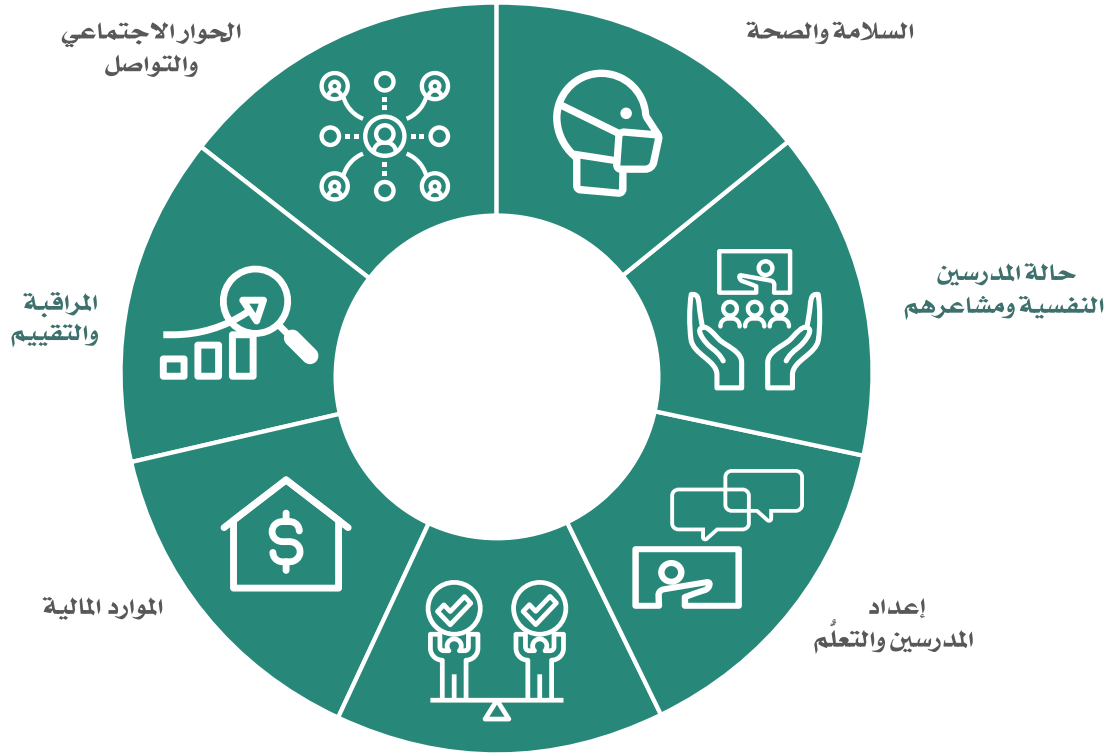 السلامة والصحة
الحوار الاجتماعي
والتواصل
حالة المدرسين
النفسية ومشاعرهم
المراقبة
والتقييم
إعداد
المدرسين والتعلُّم
الموارد المالية
$